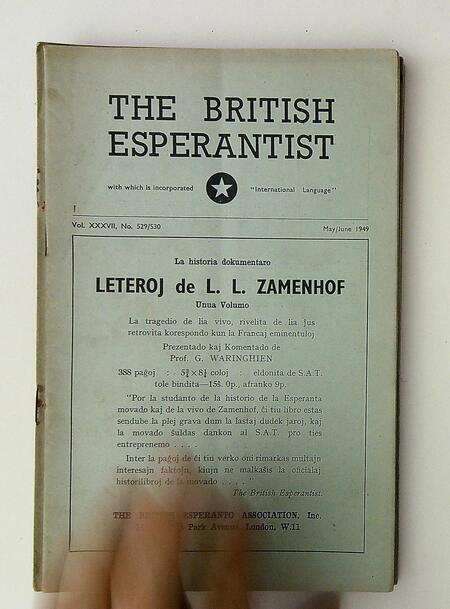 THE BRITISH
ESPERANTIST
with which is incorporated "International Language"
Vol. XXXVII, No. 529/530 May/June 1949
La historia dokumentaro
LETEROJ de L. L. ZAMENHOF
Unua Volumo
La tragedio de lia vivo, rivelita de lia ĵus
retrovita korespondo kun la Francaj eminentuloj
Prezentado kaj Komentado de
Prof. G. WARINGHIEN
388 paĝoj : 5¾×8¼ coloj : eldonita de S.A.T.
tole bindita—15ŝ. 0p., afranko 9p.
"Por la studanto de la historio de la Esperanta
movado kaj de la vivo de Zamenhof, ĉi tiu libro estas
sendube la plej grava dum la lastaj dudek jaroj, kaj
la movado ŝuldas dankon al S.A.T. pro ties
entreprenemo . . . .
Inter la paĝoj de ĉi tiu verko oni rimarkas multajn
interesajn faktojn, kiujn ne malkaŝis la oficialaj
historilibroj de la movado . . . ."
The British Esperantist.
THE BRITISH ESPERANTO ASSOCIATION, Inc.
Park Avenue, London, W.11